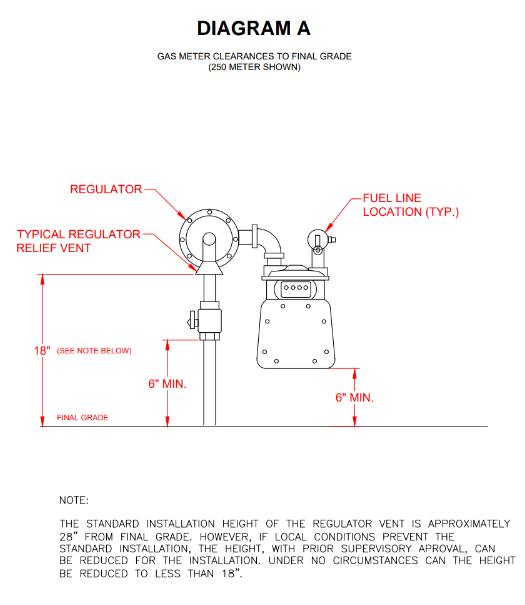 DIAGRAM A
GAS METER CLEARANCES TO FINAL GRADE
(250 METER SHOWN)
REGULATOR
FUEL LINE
LOCATION (TYP.)
TYPICAL REGULATOR
RELIEF VENT
18" (SEE NOTE BELOW)
6" MIN.
6" MIN.
FINAL GRADE
NOTE:
THE STANDARD INSTALLATION HEIGHT OF THE REGULATOR VENT IS APPROXIMATELY
28" FROM FINAL GRADE. HOWEVER, IF LOCAL CONDITIONS PREVENT THE
STANDARD INSTALLATION, THE HEIGHT, WITH PRIOR SUPERVISORY APROVAL, CAN
BE REDUCED FOR THE INSTALLATION. UNDER NO CIRCUMSTANCES CAN THE HEIGHT
BE REDUCED TO LESS THAN 18".